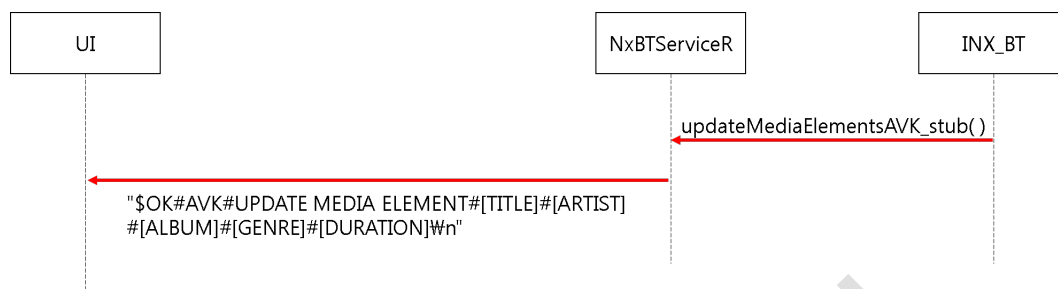 UI
NxBTServiceR
INX_BT
updateMediaElementsAVK_stub( )
"$OK#AVK#UPDATE MEDIA ELEMENT#[TITLE]#[ARTIST]
#[ALBUM]#[GENRE]#[DURATION]₩n"